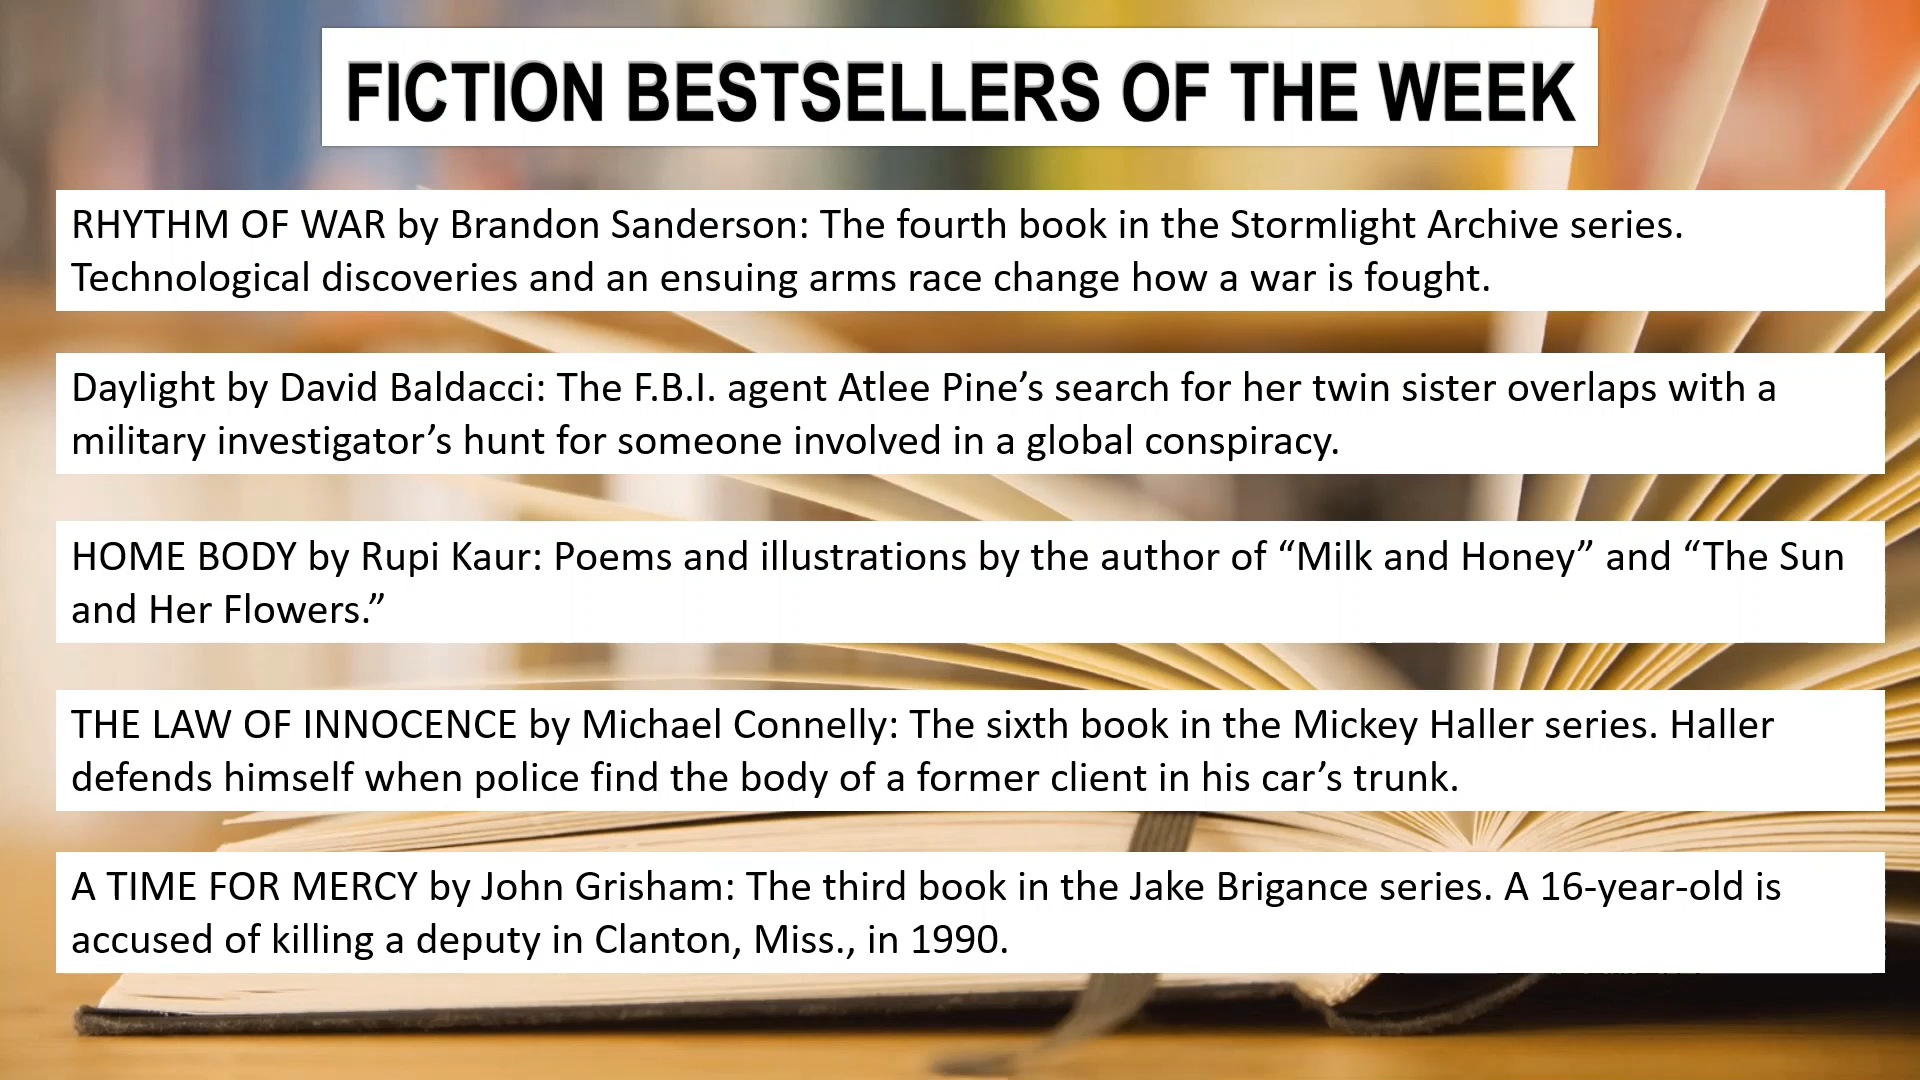 FICTION BESTSELLERS OF THE WEEK
RHYTHM OF WAR by Brandon Sanderson: The fourth book in the Stormlight Archive series.
Technological discoveries and an ensuing arms race change how a war is fought.
Daylight by David Baldacci: The F.B.I. agent Atlee Pine’s search for her twin sister overlaps with a
military investigator’s hunt for someone involved in a global conspiracy.
HOME BODY by Rupi Kaur: Poems and illustrations by the author of “Milk and Honey” and “The Sun
and Her Flowers.”
THE LAW OF INNOCENCE by Michael Connelly: The sixth book in the Mickey Haller series. Haller
defends himself when police find the body of a former client in his car’s trunk.
A TIME FOR MERCY by John Grisham: The third book in the Jake Brigance series. A 16-year-old is
accused of killing a deputy in Clanton, Miss., in 1990.